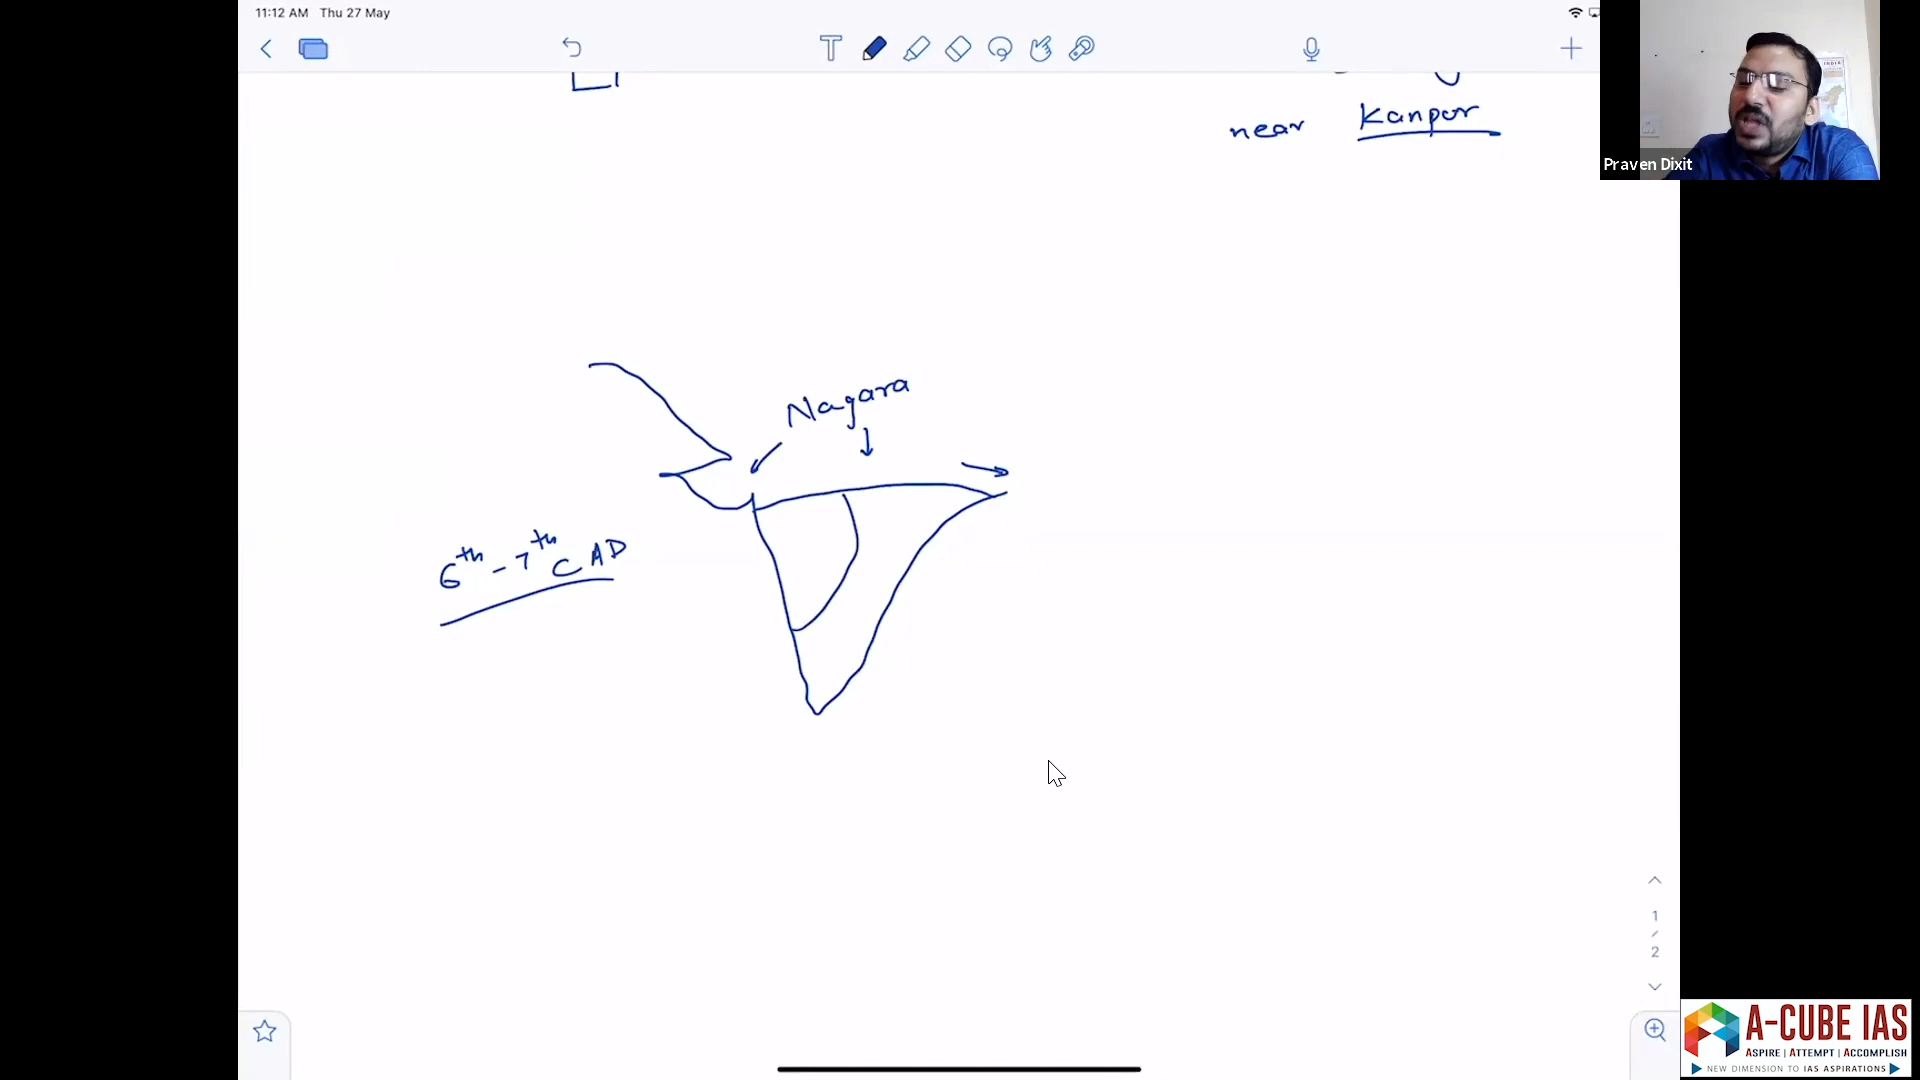 11:12 AM Thu 27 May
near Kanpur
Praven Dixit
Nagara
6th - 7th C AD
1
2
A-CUBE IAS
ASPIRE | ATTEMPT | ACCOMPLISH
NEW DIMENSION TO IAS ASPIRATIONS